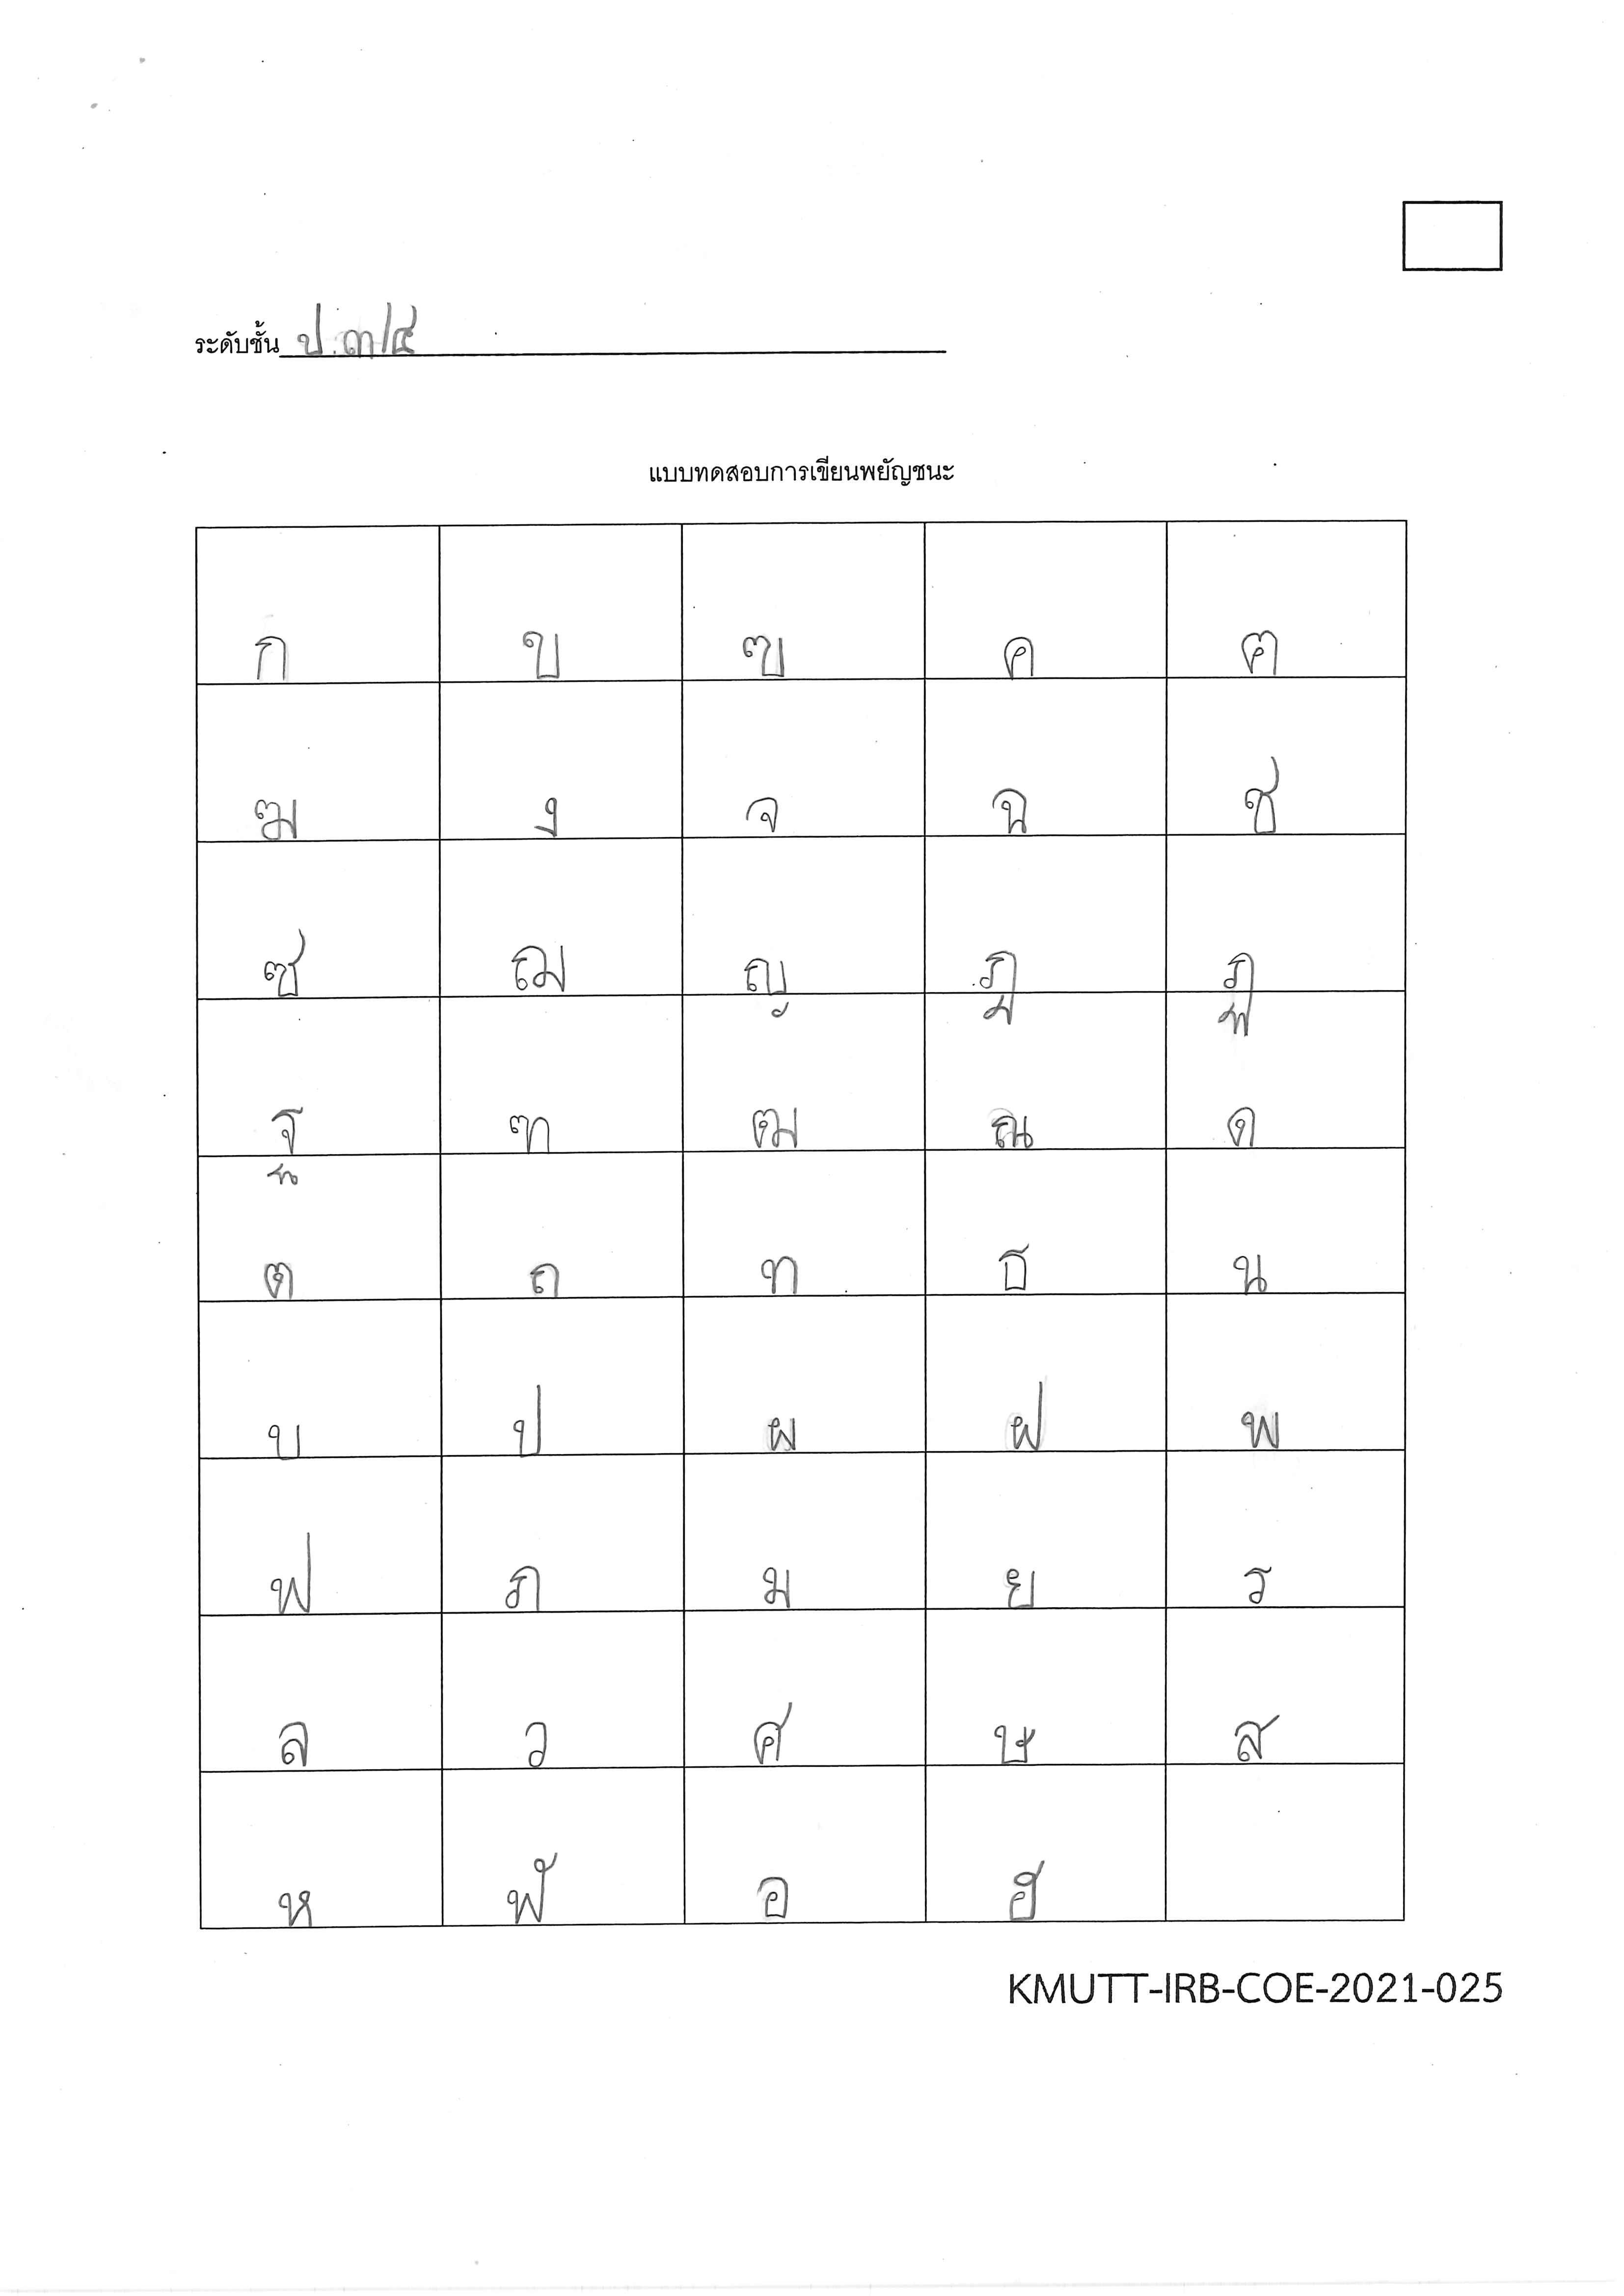 ระดับชั้น ป.๓/๕
แบบทดสอบการเขียนพยัญชนะ
ก ข ฃ ค ฅ
ฆ ง จ ฉ ช
ซ ฌ ญ ฎ ฏ
ฐ ฑ ฒ ณ ด
ต ถ ท ธ น
บ ป ผ ฝ พ
ฟ ภ ม ย ร
ล ว ศ ษ ส
ห ฬ อ ฮ
KMUTT-IRB-COE-2021-025